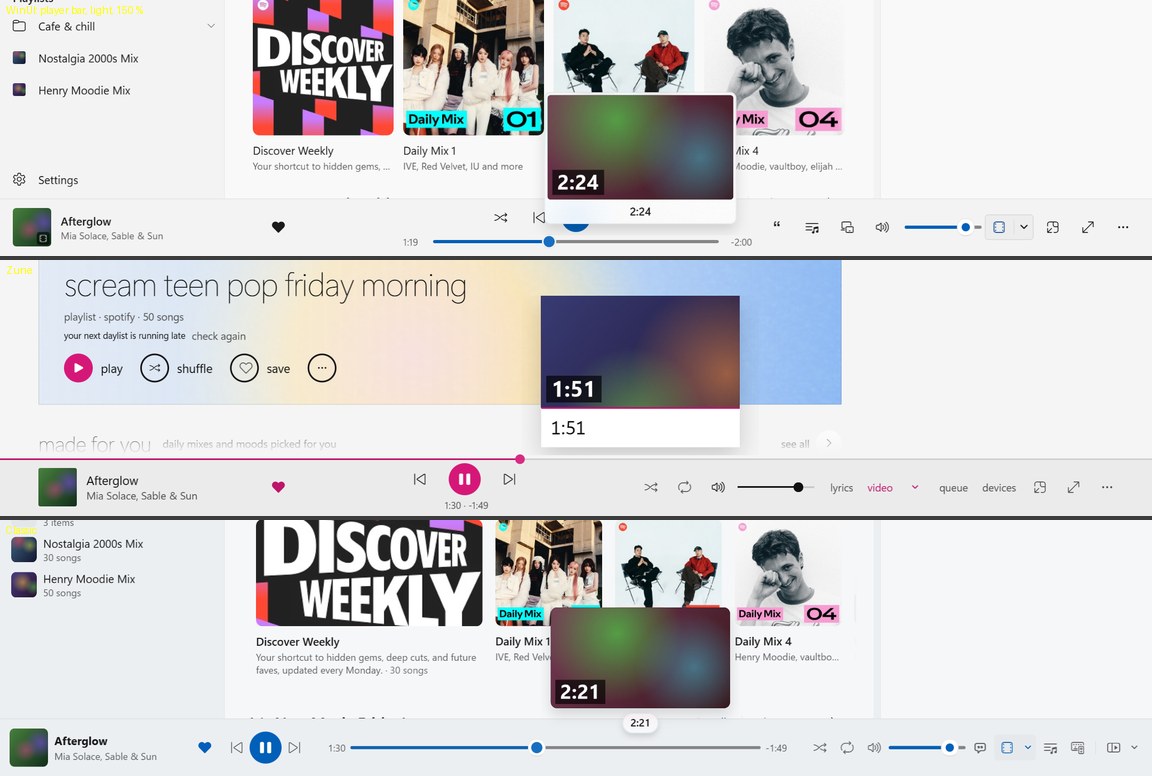 WinUI player bar, light, 150 %
Cafe & chill
Nostalgia 2000s Mix
Henry Moodie Mix
Settings
DISCOVER
WEEKLY
Discover Weekly
Your shortcut to hidden gems, ...
Daily Mix
01
Daily Mix 1
IVE, Red Velvet, IU and more
2:24
2:24
Mix
04
Mix 4
Moodie, vaultboy, elijah ...
Afterglow
Mia Solace, Sable & Sun
1:19
-2:00
Zune
scream teen pop friday morning
playlist · spotify · 50 songs
your next daylist is running late check again
play
shuffle
save
1:51
1:51
made for you daily mixes and moods picked for you
see all
Afterglow
Mia Solace, Sable & Sun
1:30 · -1:49
lyrics
video
queue
devices
3 items
Nostalgia 2000s Mix
30 songs
Henry Moodie Mix
50 songs
DISCOVER
WEEKLY
Discover Weekly
Your shortcut to hidden gems, deep cuts, and future
faves, updated every Monday. · 30 songs
Daily Mix
Daily Mix 1
IVE, Red Velv
2:21
2:21
Daily Mix
04
Daily Mix 4
Henry Moodie, vaultbo...
Afterglow
Mia Solace, Sable & Sun
1:30
-1:49